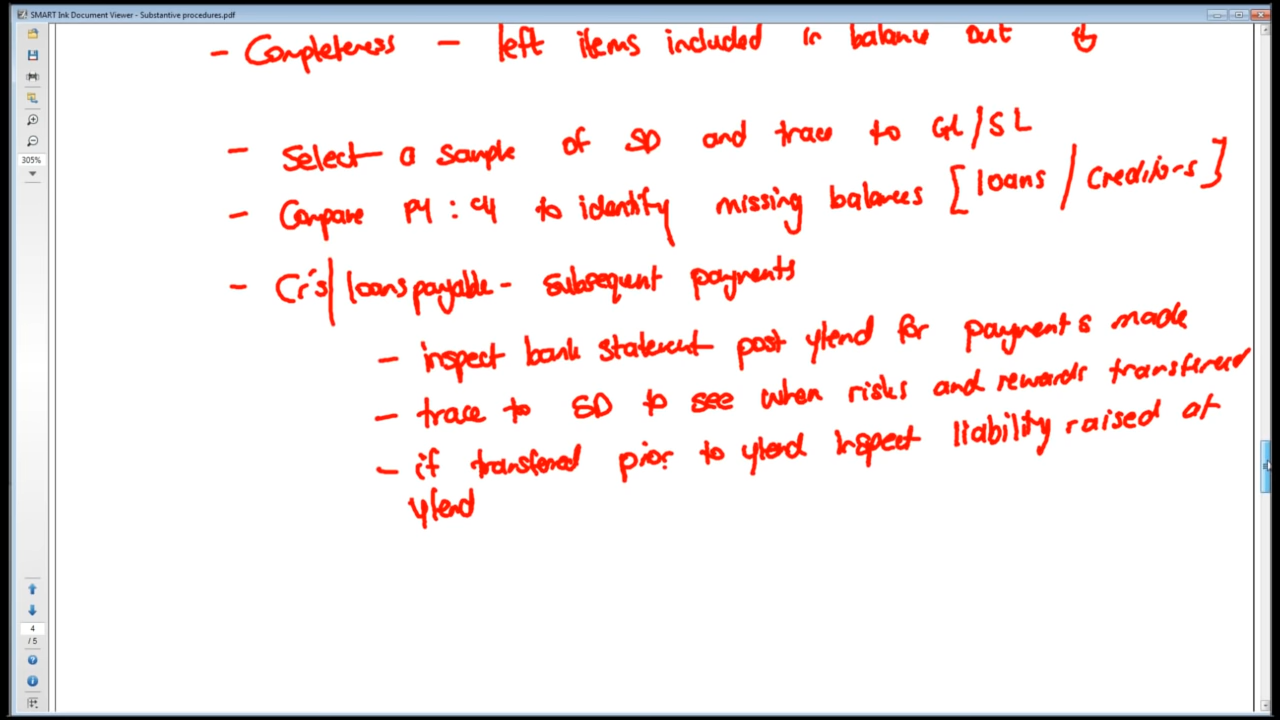 SMART Ink Document Viewer - Substantive procedures.pdf
- Completeness - left items included in balance out
- Select a sample of SD and trace to GL/SL
- Compare PY : CY to identify missing balances [loans / creditors]
- Cr's/loans payable - subsequent payments
- inspect bank statement post y/end for payments made
- trace to SD to see when risks and rewards transferred
- if transferred prior to y/end inspect liability raised at
y/end
305%
4
/ 5